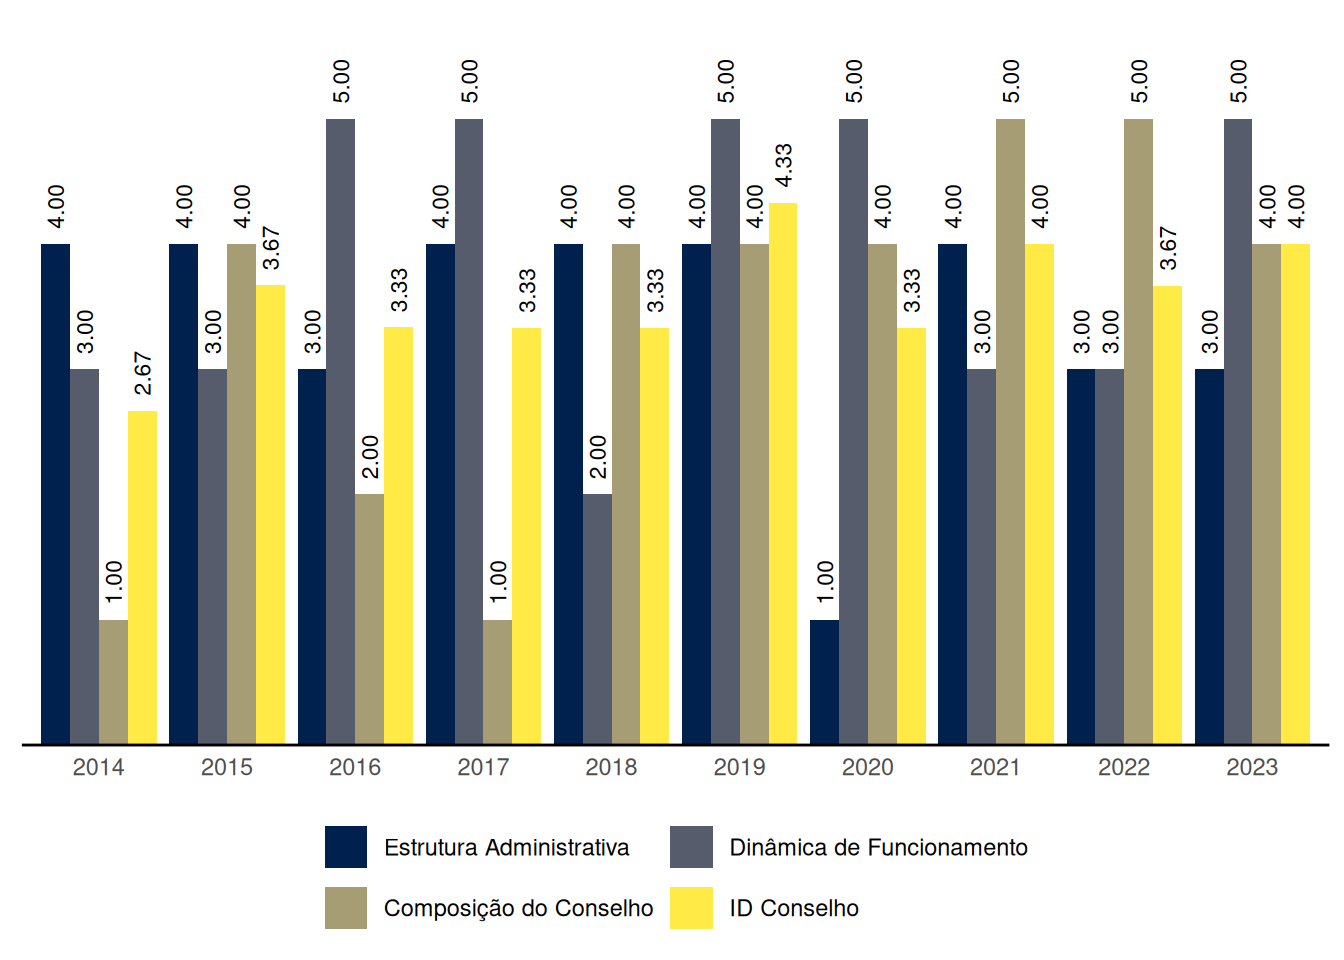 4.00 3.00 1.00 2.67 4.00 3.00 4.00 3.67 3.00 5.00 2.00 3.33 4.00 5.00 1.00 3.33 4.00 2.00 4.00 3.33 4.00 5.00 4.00 4.33 1.00 5.00 4.00 3.33 4.00 3.00 5.00 4.00 3.00 3.00 5.00 3.67 3.00 5.00 4.00 4.00
2014 2015 2016 2017 2018 2019 2020 2021 2022 2023
Estrutura Administrativa Dinâmica de Funcionamento
Composição do Conselho ID Conselho